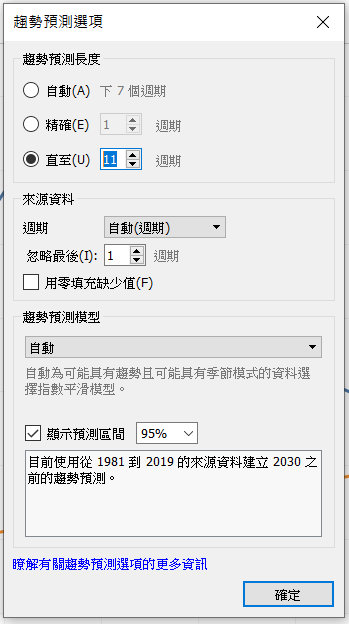 趨勢預測選項
趨勢預測長度
自動(A) 下 7 個週期
精確(E) 1 週期
直至(U) 11 週期
來源資料
週期 自動(週期)
忽略最後(I): 1 週期
用零填充缺少值(F)
趨勢預測模型
自動
自動為可能具有趨勢且可能具有季節模式的資料選
擇指數平滑模型。
顯示預測區間 95%
目前使用從 1981 到 2019 的來源資料建立 2030 之
前的趨勢預測。
瞭解有關趨勢預測選項的更多資訊
確定